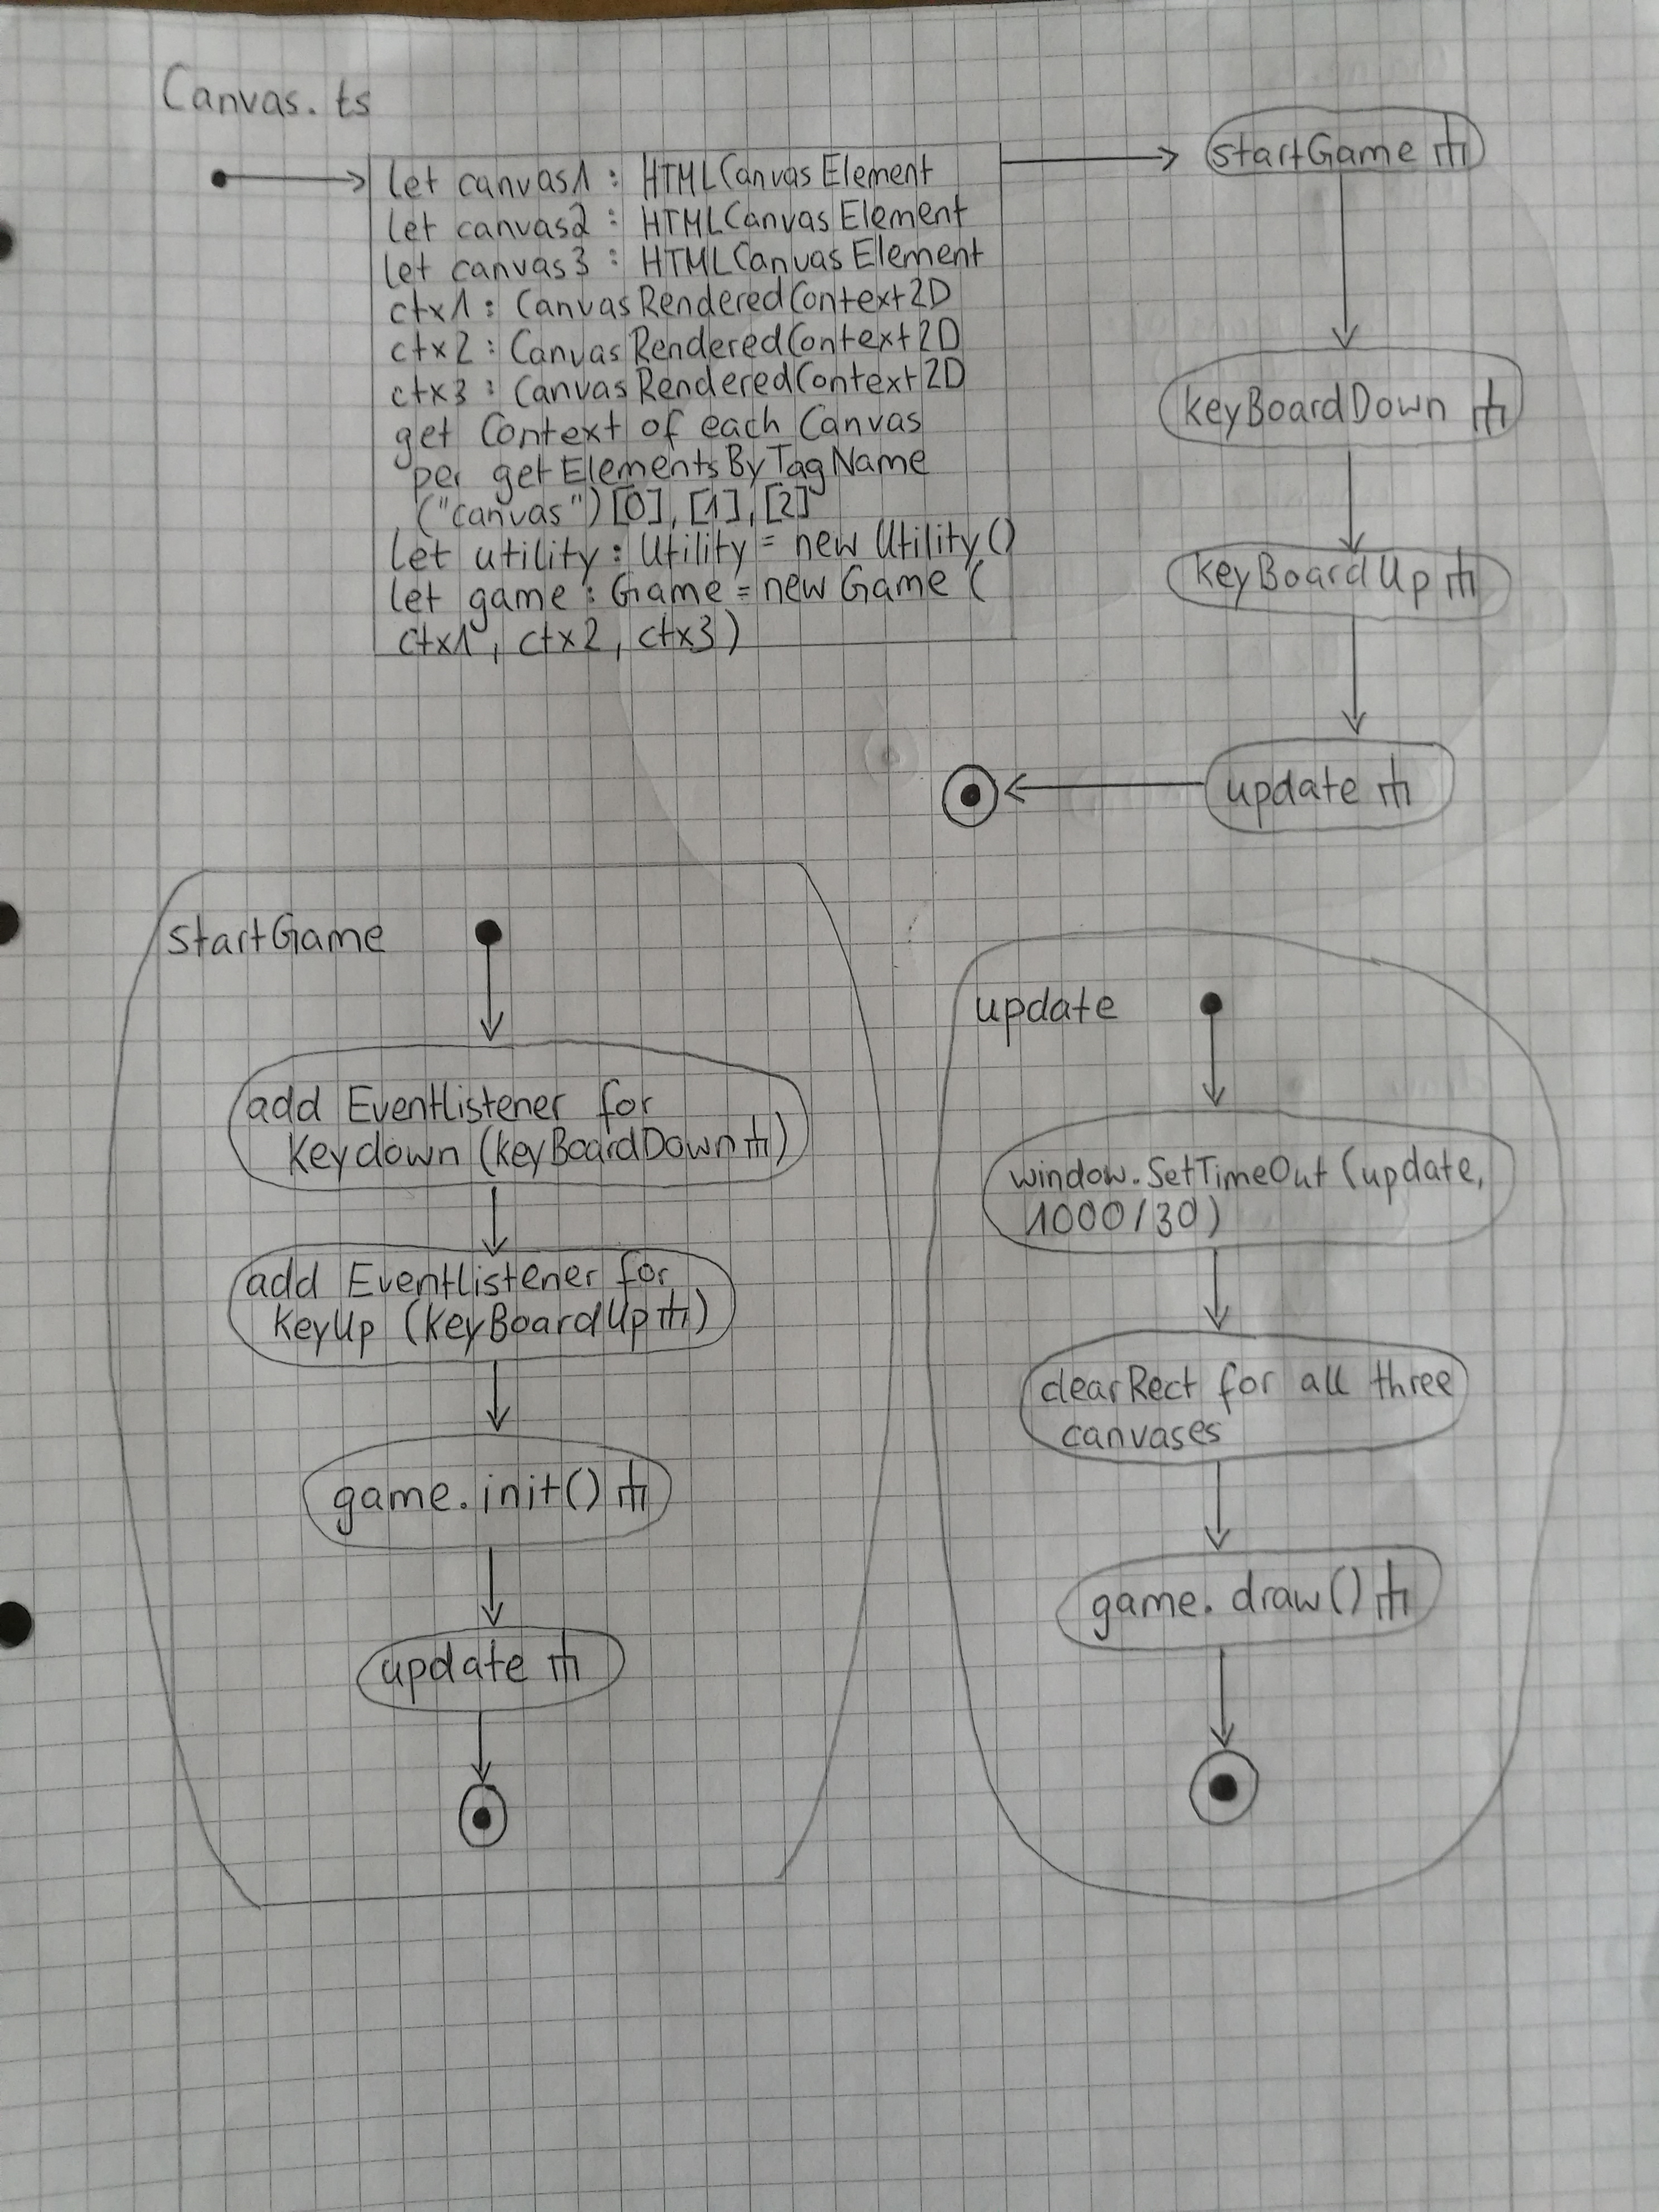 Canvas.ts
let canvas1 : HTMLCanvasElement
let canvas2 : HTMLCanvasElement
let canvas3 : HTMLCanvasElement
ctx1 : CanvasRenderedContext2D
ctx2 : CanvasRenderedContext2D
ctx3 : CanvasRenderedContext2D
get Context of each Canvas
per getElementsByTagName
("canvas")[0],[1],[2]
let utility : Utility = new Utility()
let game : Game = new Game (
ctx1, ctx2, ctx3)
startGame
keyBoardDown
keyBoardUp
update
startGame
add Eventlistener for
Keydown (keyBoardDown)
add Eventlistener for
KeyUp (keyBoardUp)
game.init()
update
update
window.SetTimeOut (update,
1000/30)
clearRect for all three
canvases
game.draw()